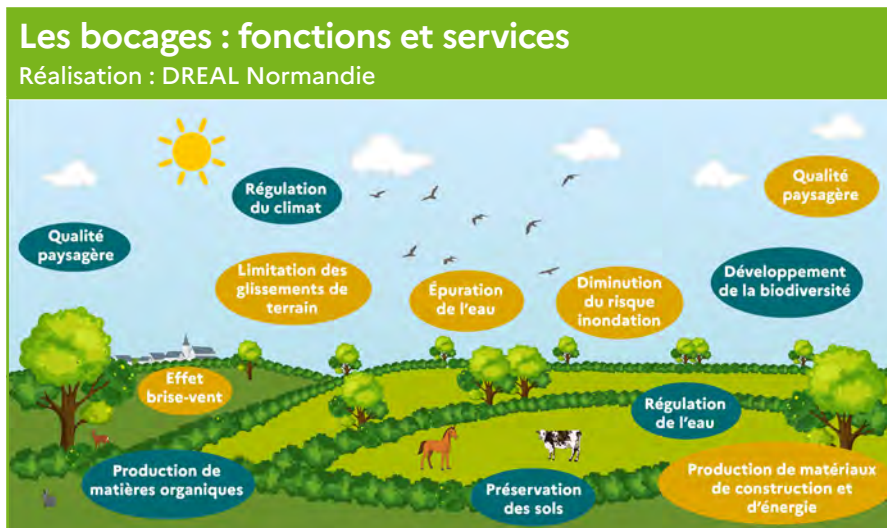 Les bocages : fonctions et services
Réalisation : DREAL Normandie
Qualité
paysagère
Régulation
du climat
Qualité
paysagère
Limitation des
glissements de
terrain
Épuration
de l'eau
Diminution
du risque
inondation
Développement
de la biodiversité
Effet
brise-vent
Régulation
de l'eau
Production de
matières organiques
Préservation
des sols
Production de matériaux
de construction et
d'énergie